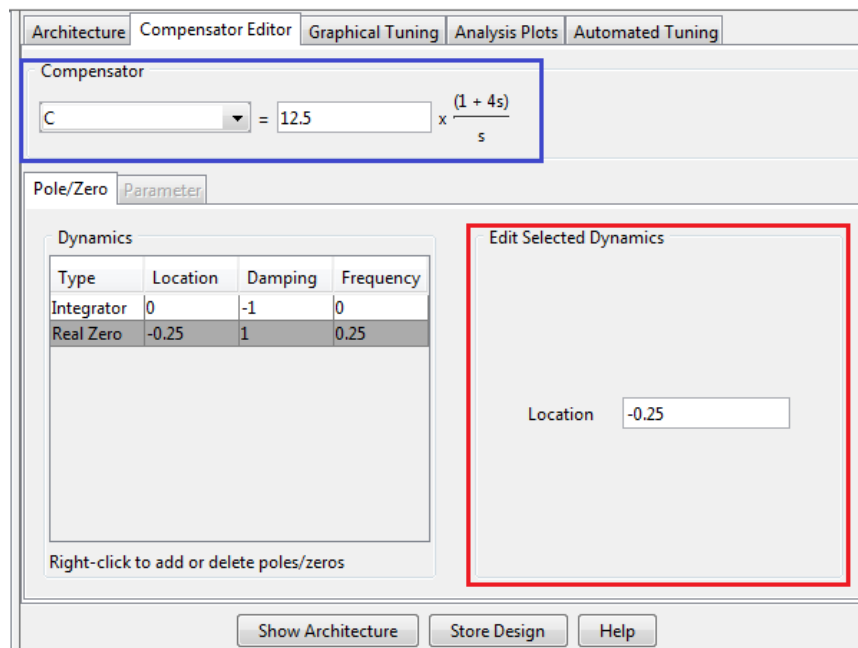 Architecture Compensator Editor Graphical Tuning Analysis Plots Automated Tuning
Compensator
C = 12.5 x (1 + 4s)
s
Pole/Zero Parameter
Dynamics
Type Location Damping Frequency
Integrator 0 -1 0
Real Zero -0.25 1 0.25
Right-click to add or delete poles/zeros
Edit Selected Dynamics
Location -0.25
Show Architecture Store Design Help